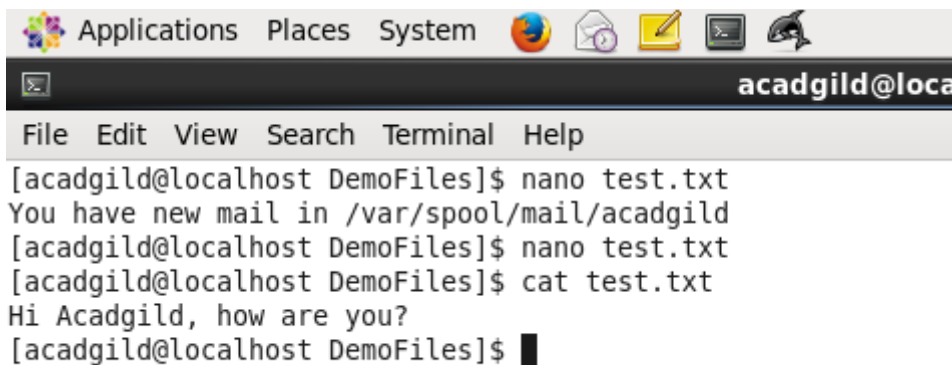 Applications Places System
acadgild@loca
File Edit View Search Terminal Help
[acadgild@localhost DemoFiles]$ nano test.txt
You have new mail in /var/spool/mail/acadgild
[acadgild@localhost DemoFiles]$ nano test.txt
[acadgild@localhost DemoFiles]$ cat test.txt
Hi Acadgild, how are you?
[acadgild@localhost DemoFiles]$